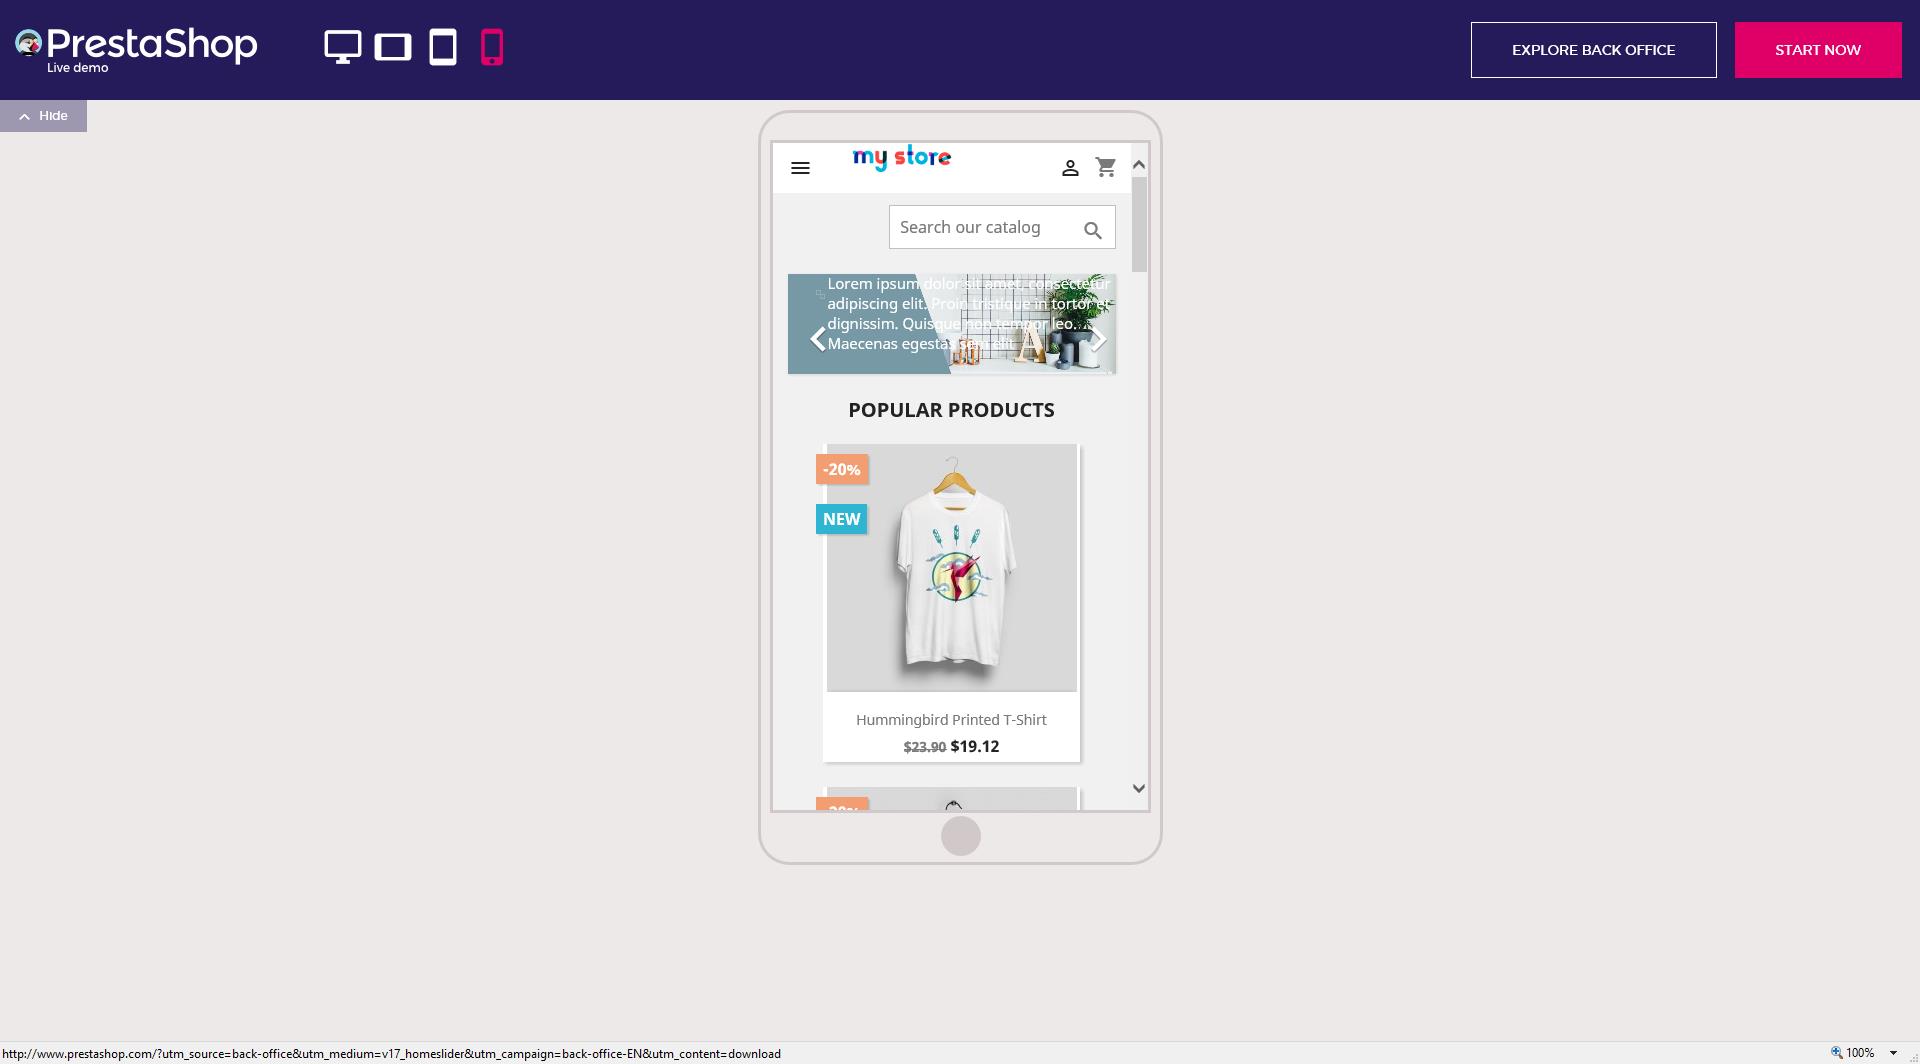 PrestaShop
Live demo
EXPLORE BACK OFFICE
START NOW
Hide
my store
Search our catalog
Lorem ipsum dolor sit amet, consectetur
adipiscing elit. Proin tristique in tortor et
dignissim. Quisque non tempor leo.
Maecenas egestas sem elit
POPULAR PRODUCTS
-20%
NEW
Hummingbird Printed T-Shirt
$23.90 $19.12
-20%
http://www.prestashop.com/?utm_source=back-office&utm_medium=v17_homeslider&utm_campaign=back-office-EN&utm_content=download
100%